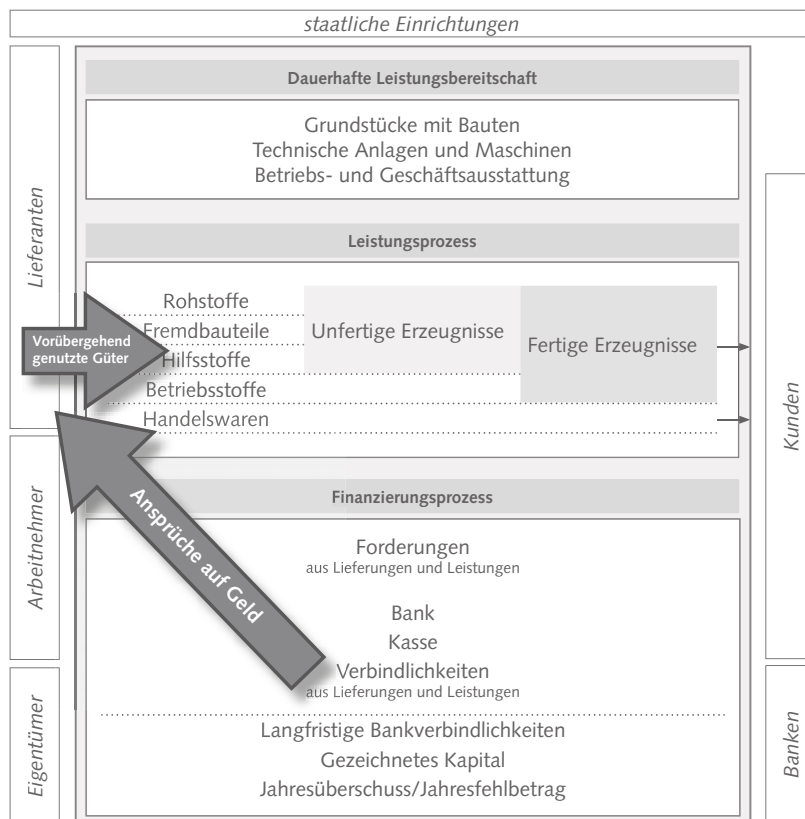 staatliche Einrichtungen
Lieferanten
Arbeitnehmer
Eigentümer
Dauerhafte Leistungsbereitschaft
Grundstücke mit Bauten
Technische Anlagen und Maschinen
Betriebs- und Geschäftsausstattung
Leistungsprozess
Vorübergehend
genutzte Güter
Rohstoffe
Fremdbauteile
Hilfsstoffe
Betriebsstoffe
Handelswaren
Unfertige Erzeugnisse
Fertige Erzeugnisse
Ansprüche auf Geld
Finanzierungsprozess
Forderungen
aus Lieferungen und Leistungen
Bank
Kasse
Verbindlichkeiten
aus Lieferungen und Leistungen
Langfristige Bankverbindlichkeiten
Gezeichnetes Kapital
Jahresüberschuss/Jahresfehlbetrag
Kunden
Banken